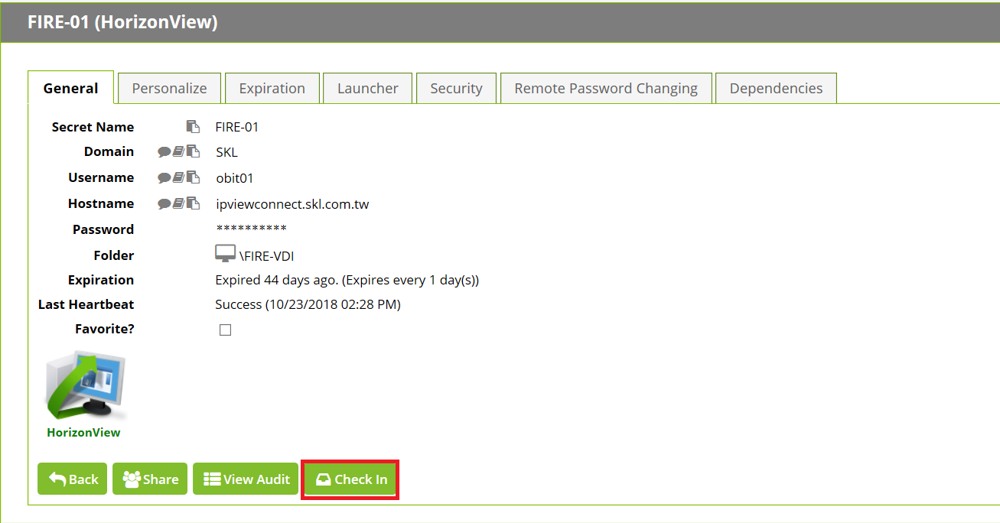 FIRE-01 (HorizonView)
General Personalize Expiration Launcher Security Remote Password Changing Dependencies
Secret Name FIRE-01
Domain SKL
Username obit01
Hostname ipviewconnect.skl.com.tw
Password **********
Folder \FIRE-VDI
Expiration Expired 44 days ago. (Expires every 1 day(s))
Last Heartbeat Success (10/23/2018 02:28 PM)
Favorite?
HorizonView
Back Share View Audit Check In